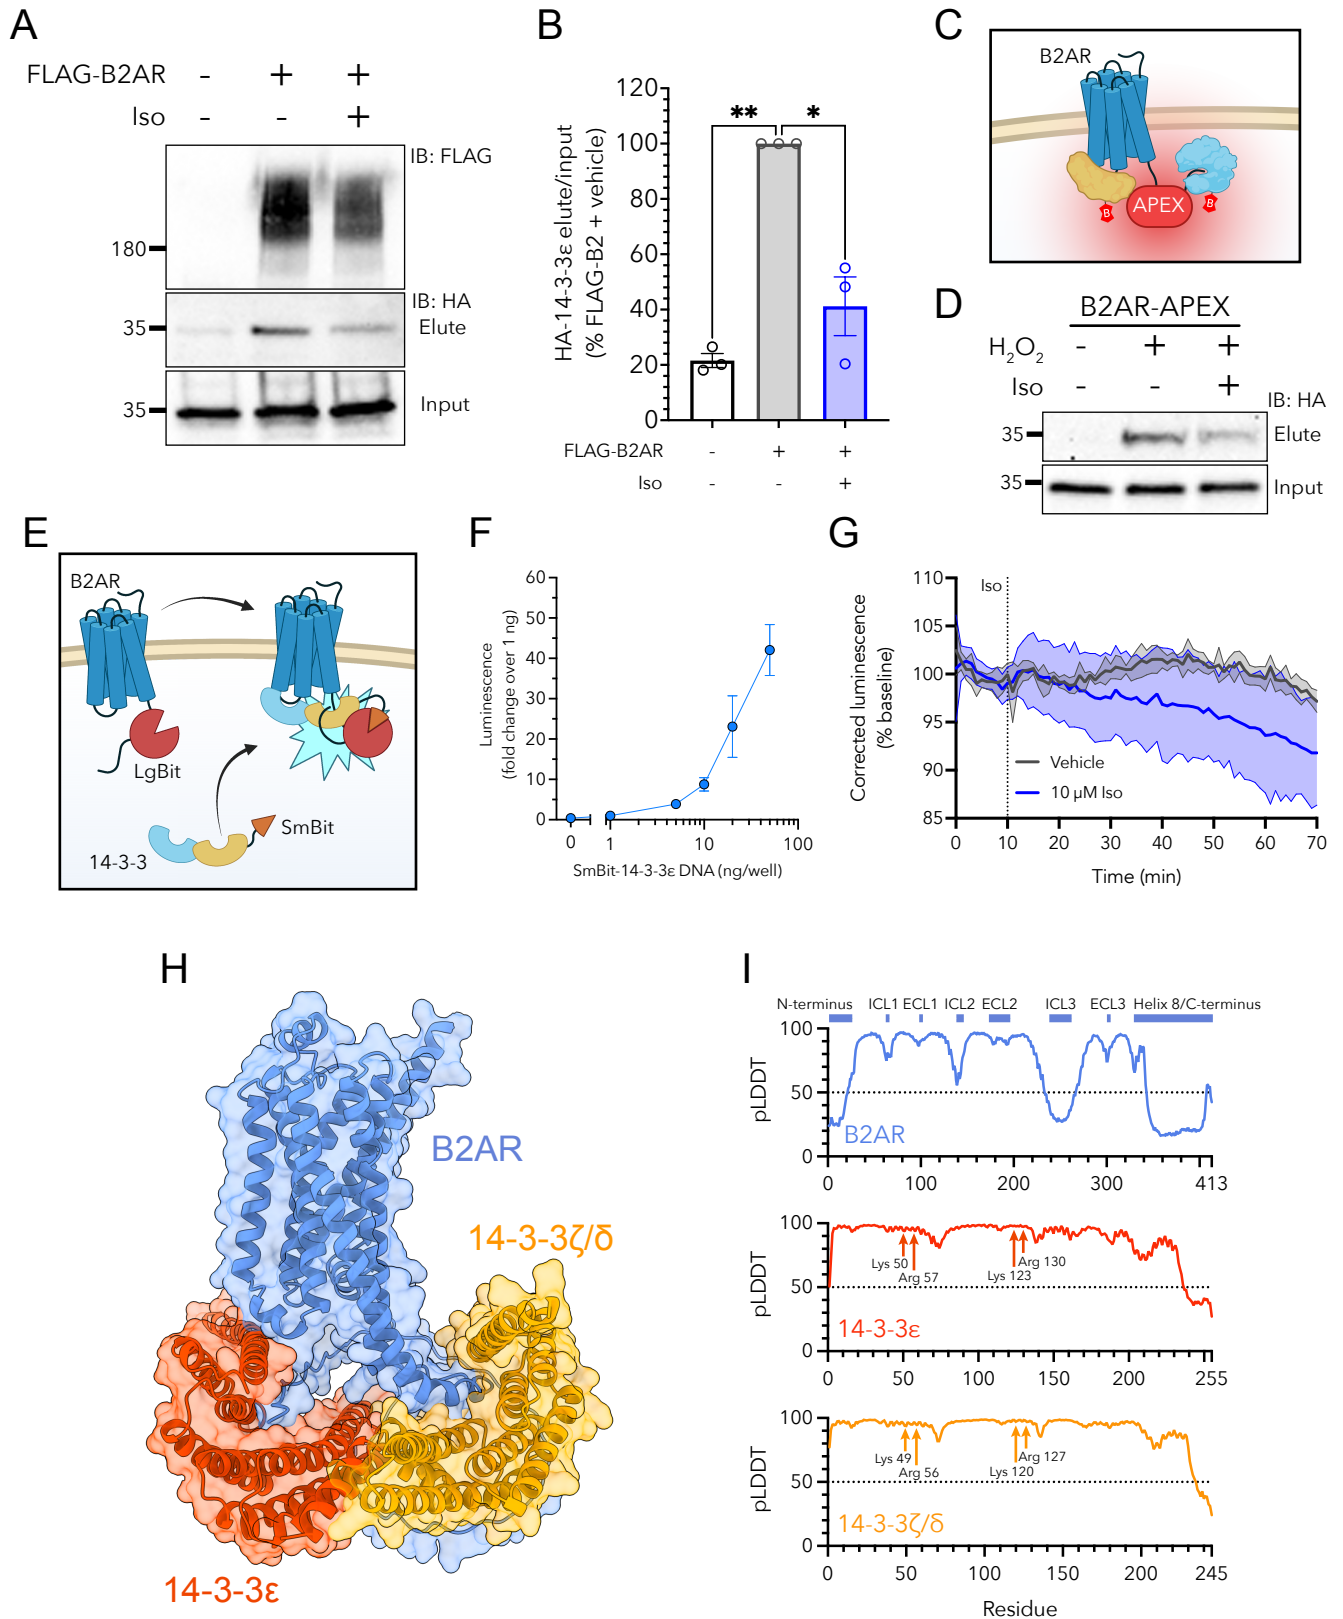 A
FLAG-B2AR - + +
Iso - - +
IB: FLAG
180
IB: HA
35 Elute
35 Input
B
HA-14-3-3ε elute/input
(% FLAG-B2 + vehicle)
120
100
80
60
40
20
0
** *
FLAG-B2AR - + +
Iso - - +
C
B2AR
APEX
B B
D
B2AR-APEX
H₂O₂ - + +
Iso - - +
IB: HA
35 Elute
35 Input
E
B2AR
LgBit
SmBit
14-3-3
F
Luminescence
(fold change over 1 ng)
60
50
40
30
20
10
0
0 1 10 100
SmBit-14-3-3ε DNA (ng/well)
G
Corrected luminescence
(% baseline)
110
105
100
95
90
85
Iso
Vehicle
10 µM Iso
0 10 20 30 40 50 60 70
Time (min)
H
B2AR
14-3-3ζ/δ
14-3-3ε
I
N-terminus ICL1 ECL1 ICL2 ECL2 ICL3 ECL3 Helix 8/C-terminus
pLDDT
100
50
0
B2AR
0 100 200 300 413
pLDDT
100
50
0
Lys 50
Arg 57
Lys 123
Arg 130
14-3-3ε
0 50 100 150 200 255
pLDDT
100
50
0
Lys 49
Arg 56
Lys 120
Arg 127
14-3-3ζ/δ
0 50 100 150 200 245
Residue